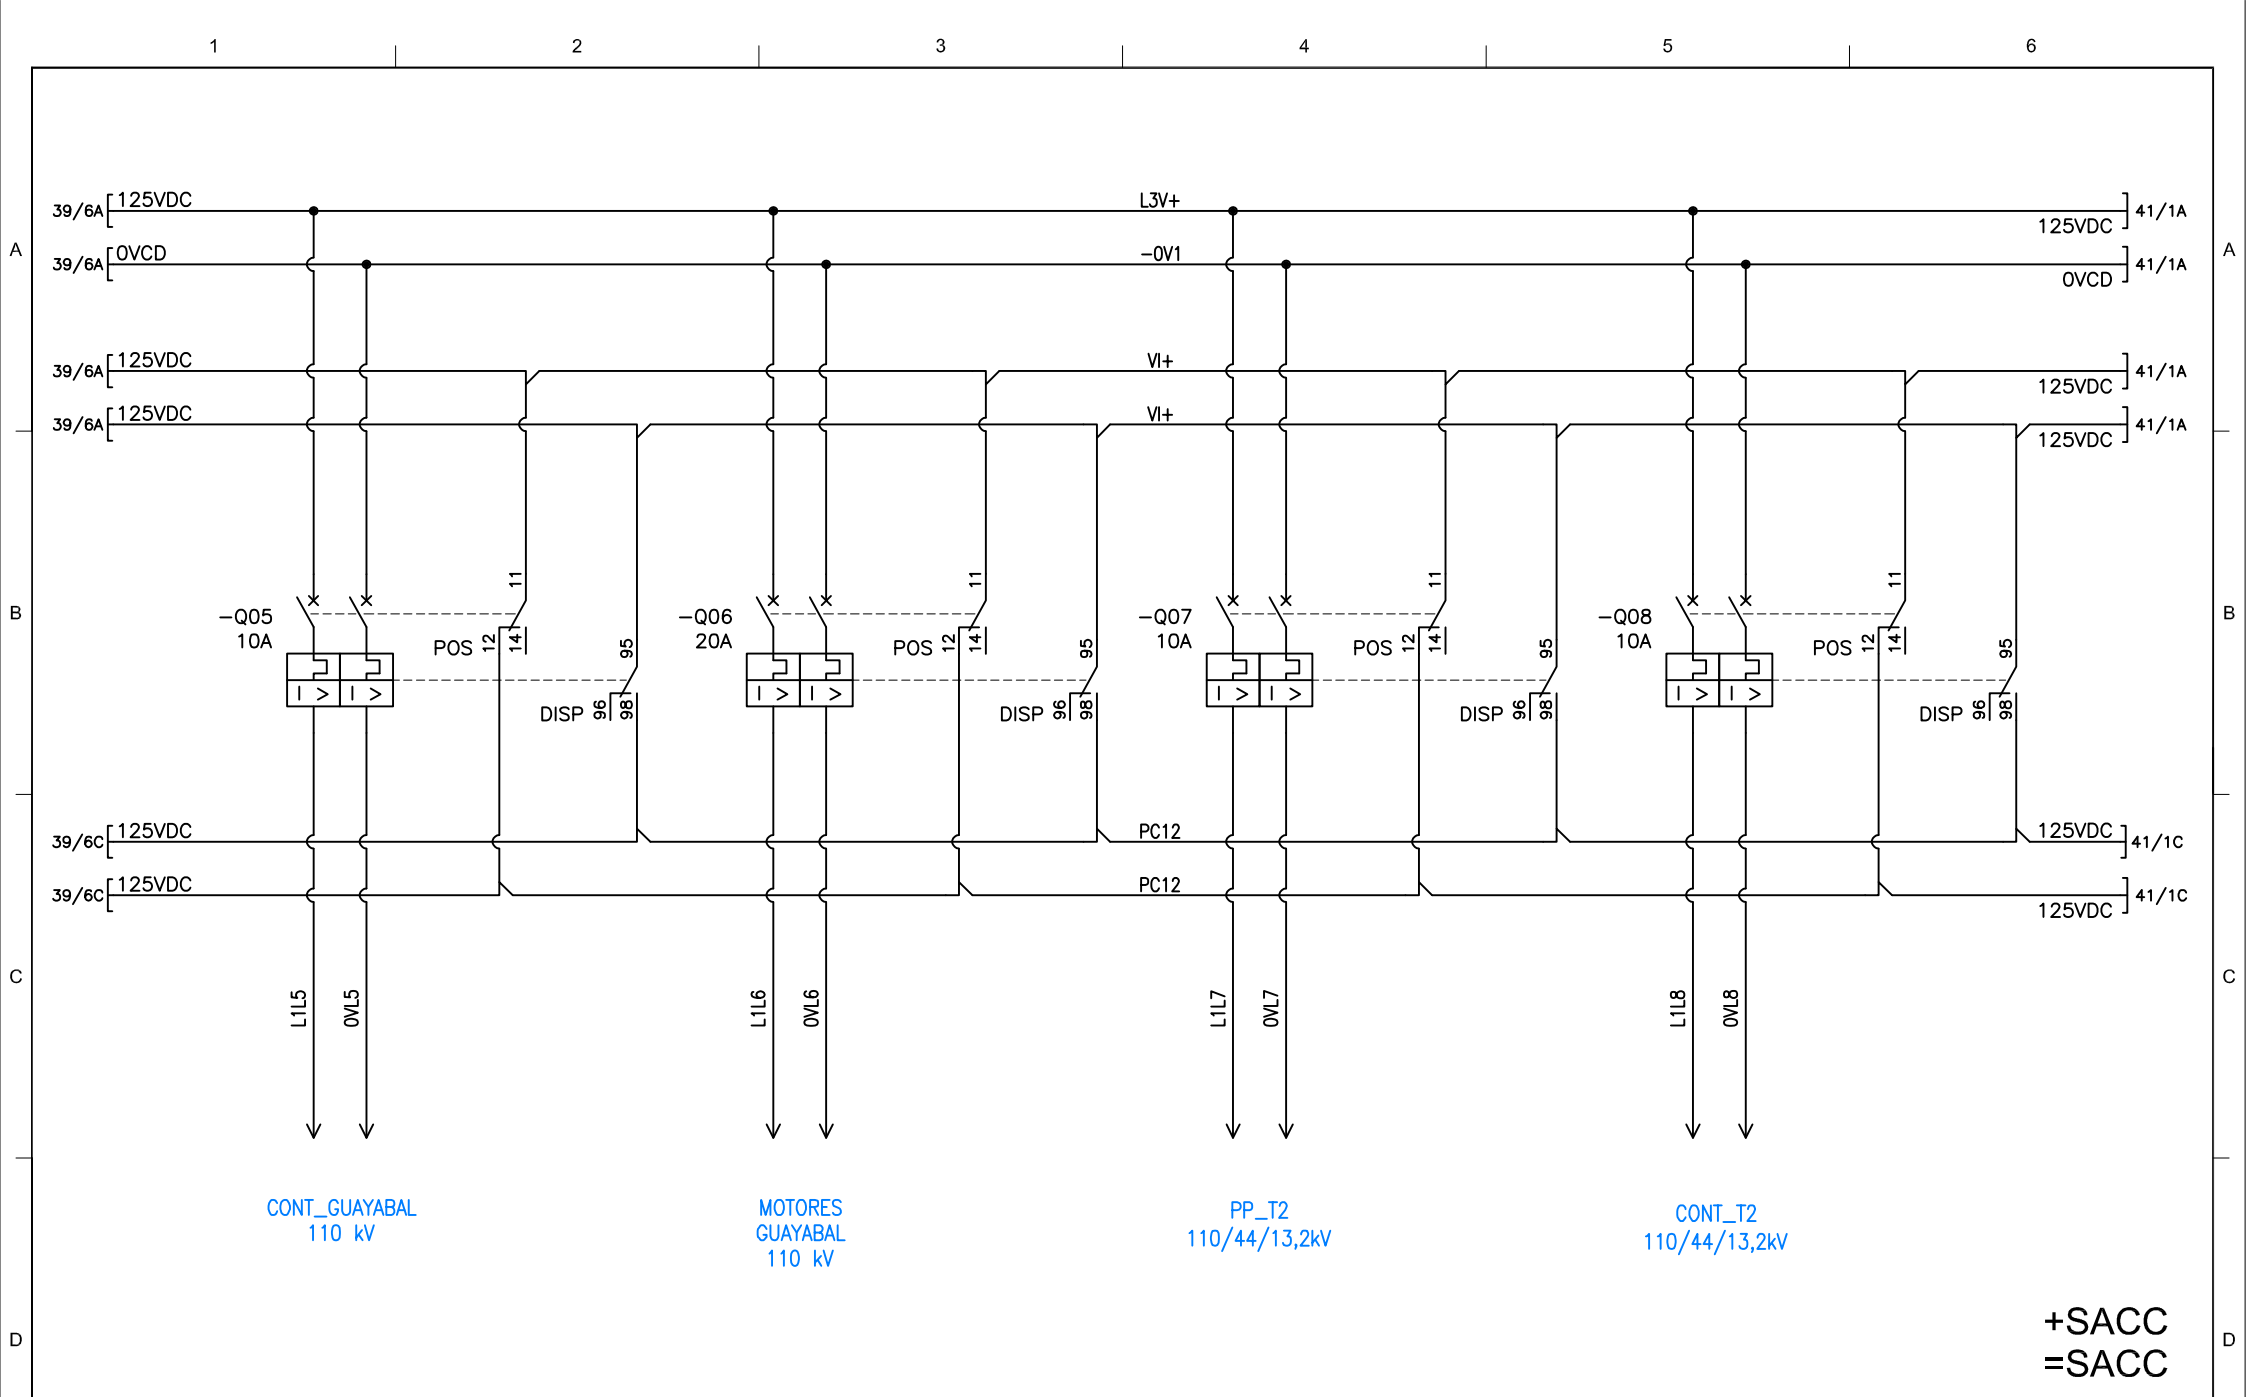 1 2 3 4 5 6
39/6A 125VDC L3V+ 125VDC 41/1A
A 39/6A 0VCD -0V1 0VCD 41/1A A
39/6A 125VDC VI+ 125VDC 41/1A
39/6A 125VDC VI+ 125VDC 41/1A
11 11 11 11
B -Q05 -Q06 -Q07 -Q08 B
10A 20A 10A 10A
POS 12 14 95 POS 12 14 95 POS 12 14 95 POS 12 14 95
I > I > I > I > I > I > I > I >
DISP 96 98 DISP 96 98 DISP 96 98 DISP 96 98
39/6C 125VDC PC12 125VDC 41/1C
39/6C 125VDC PC12 125VDC 41/1C
C C
L1L5 0VL5 L1L6 0VL6 L1L7 0VL7 L1L8 0VL8
CONT_GUAYABAL
110 kV
MOTORES
GUAYABAL
110 kV
PP_T2
110/44/13,2kV
CONT_T2
110/44/13,2kV
+SACC
D D
=SACC